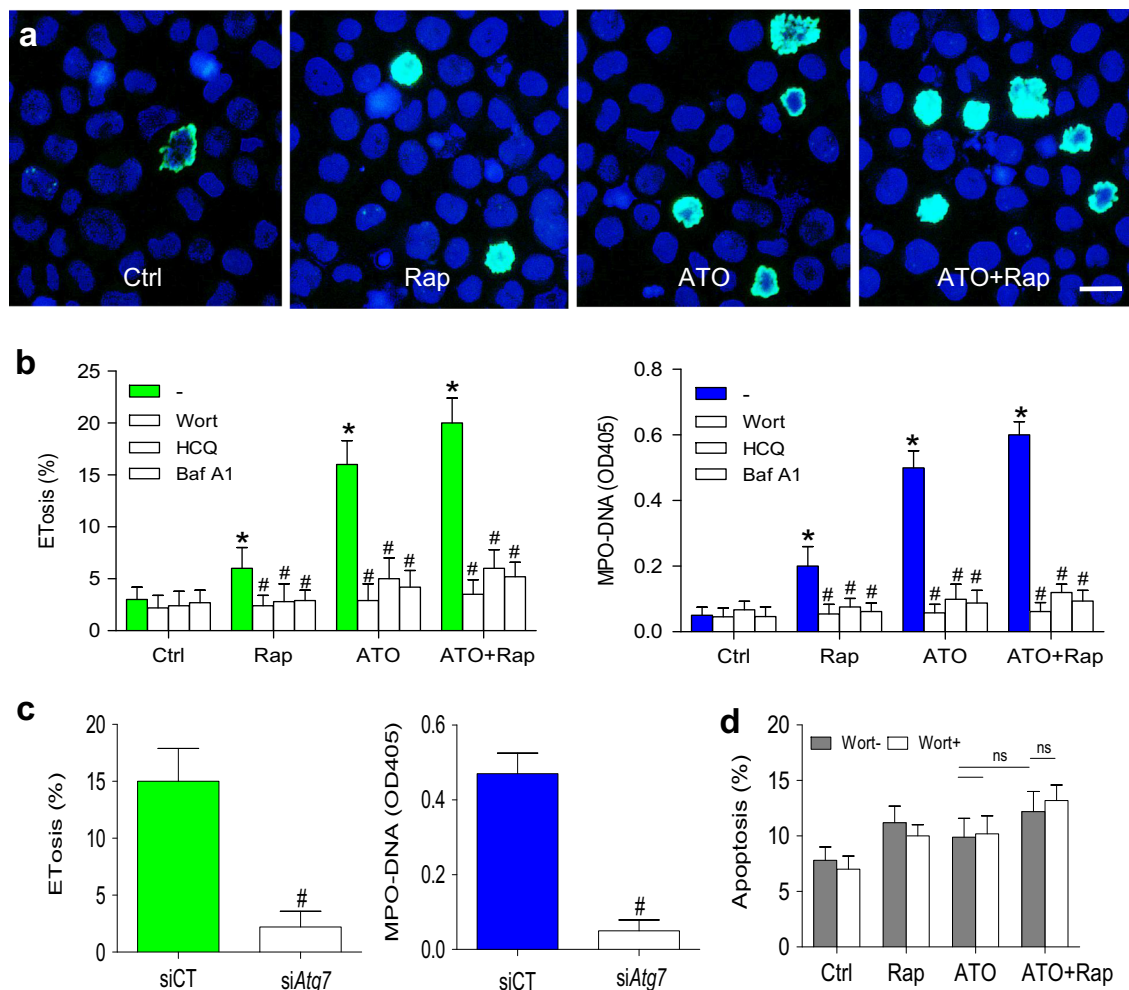 a
Ctrl
Rap
ATO
ATO+Rap
b
ETosis (%)
25
20
15
10
5
0
-
Wort
HCQ
Baf A1
*
*
*
# # #
# # #
# # #
Ctrl
Rap
ATO
ATO+Rap
MPO-DNA (OD405)
0.8
0.6
0.4
0.2
0.0
-
Wort
HCQ
Baf A1
*
*
*
# # #
# # #
# # #
Ctrl
Rap
ATO
ATO+Rap
c
ETosis (%)
20
15
10
5
0
#
siCT
siAtg7
MPO-DNA (OD405)
0.6
0.4
0.2
0.0
#
siCT
siAtg7
d
Apoptosis (%)
20
15
10
5
0
Wort-
Wort+
ns
ns
Ctrl
Rap
ATO
ATO+Rap